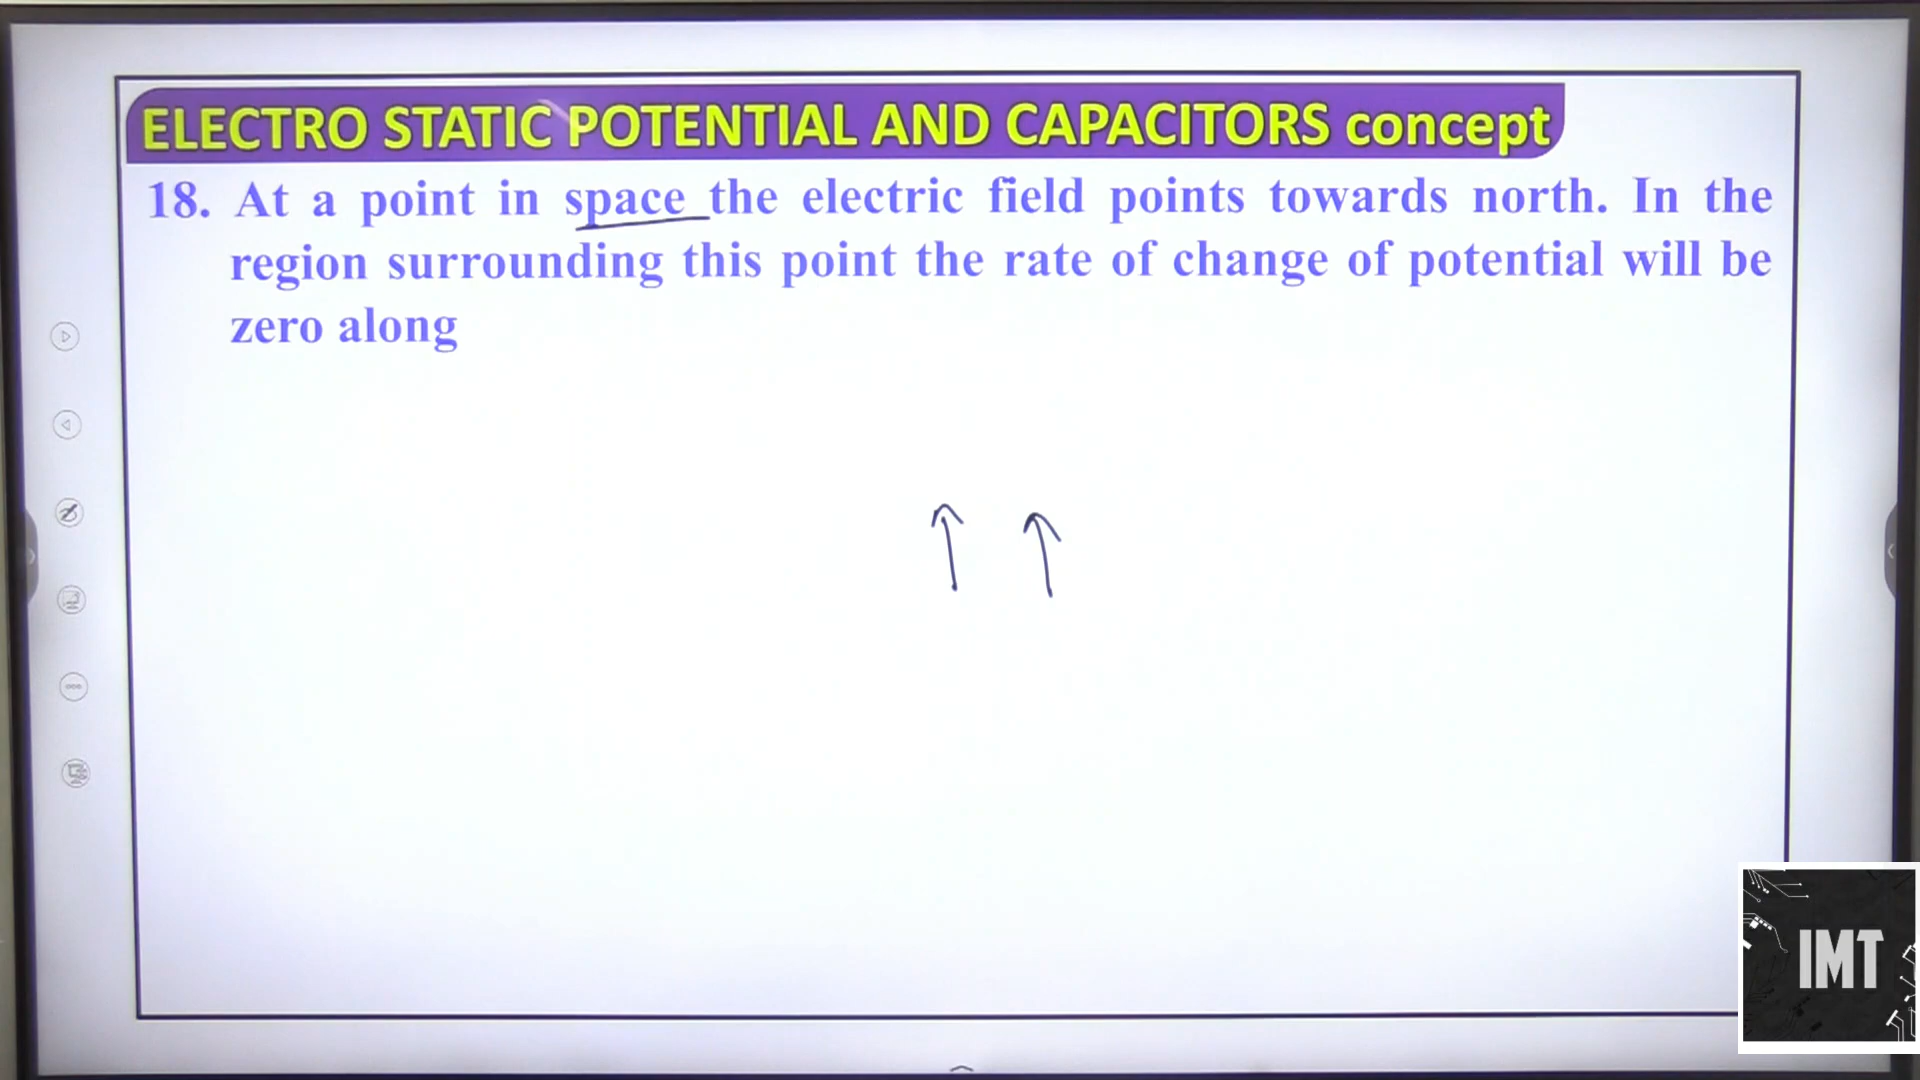 ELECTRO STATIC POTENTIAL AND CAPACITORS concept
18. At a point in space the electric field points towards north. In the
region surrounding this point the rate of change of potential will be
zero along
IMT